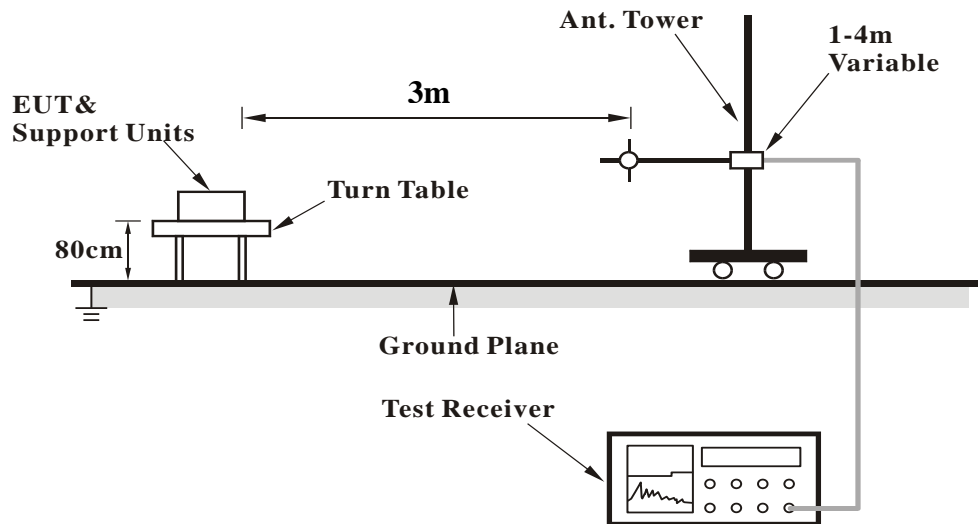 Ant. Tower
1-4m
Variable
3m
EUT&
Support Units
Turn Table
80cm
Ground Plane
Test Receiver